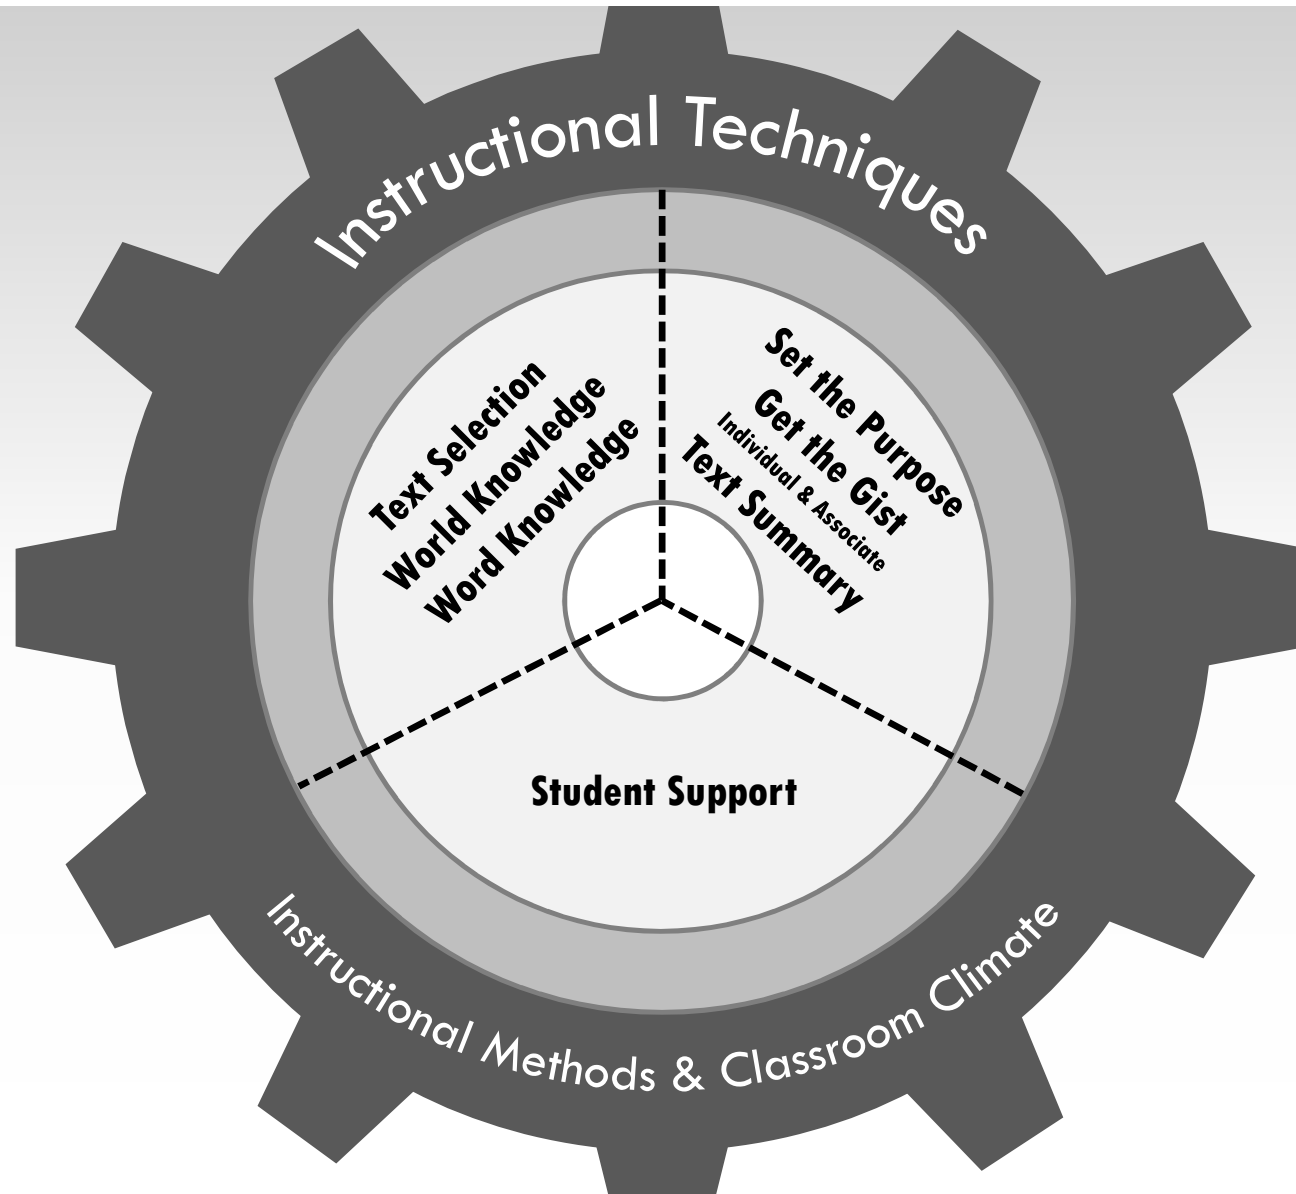 Instructional Techniques
Text Selection
World Knowledge
Word Knowledge
Set the Purpose
Get the Gist
Individual & Associate
Text Summary
Student Support
Instructional Methods & Classroom Climate